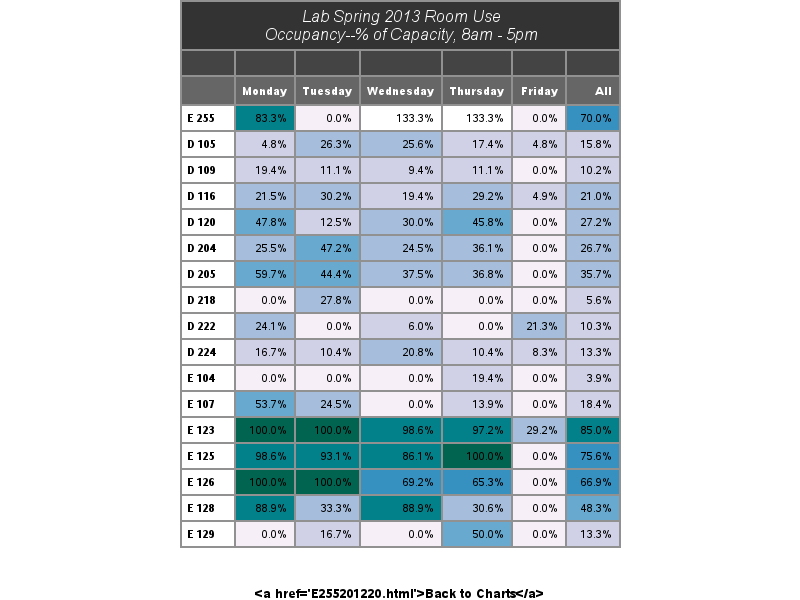 Lab Spring 2013 Room Use
Occupancy--% of Capacity, 8am - 5pm
Monday Tuesday Wednesday Thursday Friday All
E 255 83.3% 0.0% 133.3% 133.3% 0.0% 70.0%
D 105 4.8% 26.3% 25.6% 17.4% 4.8% 15.8%
D 109 19.4% 11.1% 9.4% 11.1% 0.0% 10.2%
D 116 21.5% 30.2% 19.4% 29.2% 4.9% 21.0%
D 120 47.8% 12.5% 30.0% 45.8% 0.0% 27.2%
D 204 25.5% 47.2% 24.5% 36.1% 0.0% 26.7%
D 205 59.7% 44.4% 37.5% 36.8% 0.0% 35.7%
D 218 0.0% 27.8% 0.0% 0.0% 0.0% 5.6%
D 222 24.1% 0.0% 6.0% 0.0% 21.3% 10.3%
D 224 16.7% 10.4% 20.8% 10.4% 8.3% 13.3%
E 104 0.0% 0.0% 0.0% 19.4% 0.0% 3.9%
E 107 53.7% 24.5% 0.0% 13.9% 0.0% 18.4%
E 123 100.0% 100.0% 98.6% 97.2% 29.2% 85.0%
E 125 98.6% 93.1% 86.1% 100.0% 0.0% 75.6%
E 126 100.0% 100.0% 69.2% 65.3% 0.0% 66.9%
E 128 88.9% 33.3% 88.9% 30.6% 0.0% 48.3%
E 129 0.0% 16.7% 0.0% 50.0% 0.0% 13.3%
<a href='E255201220.html'>Back to Charts</a>